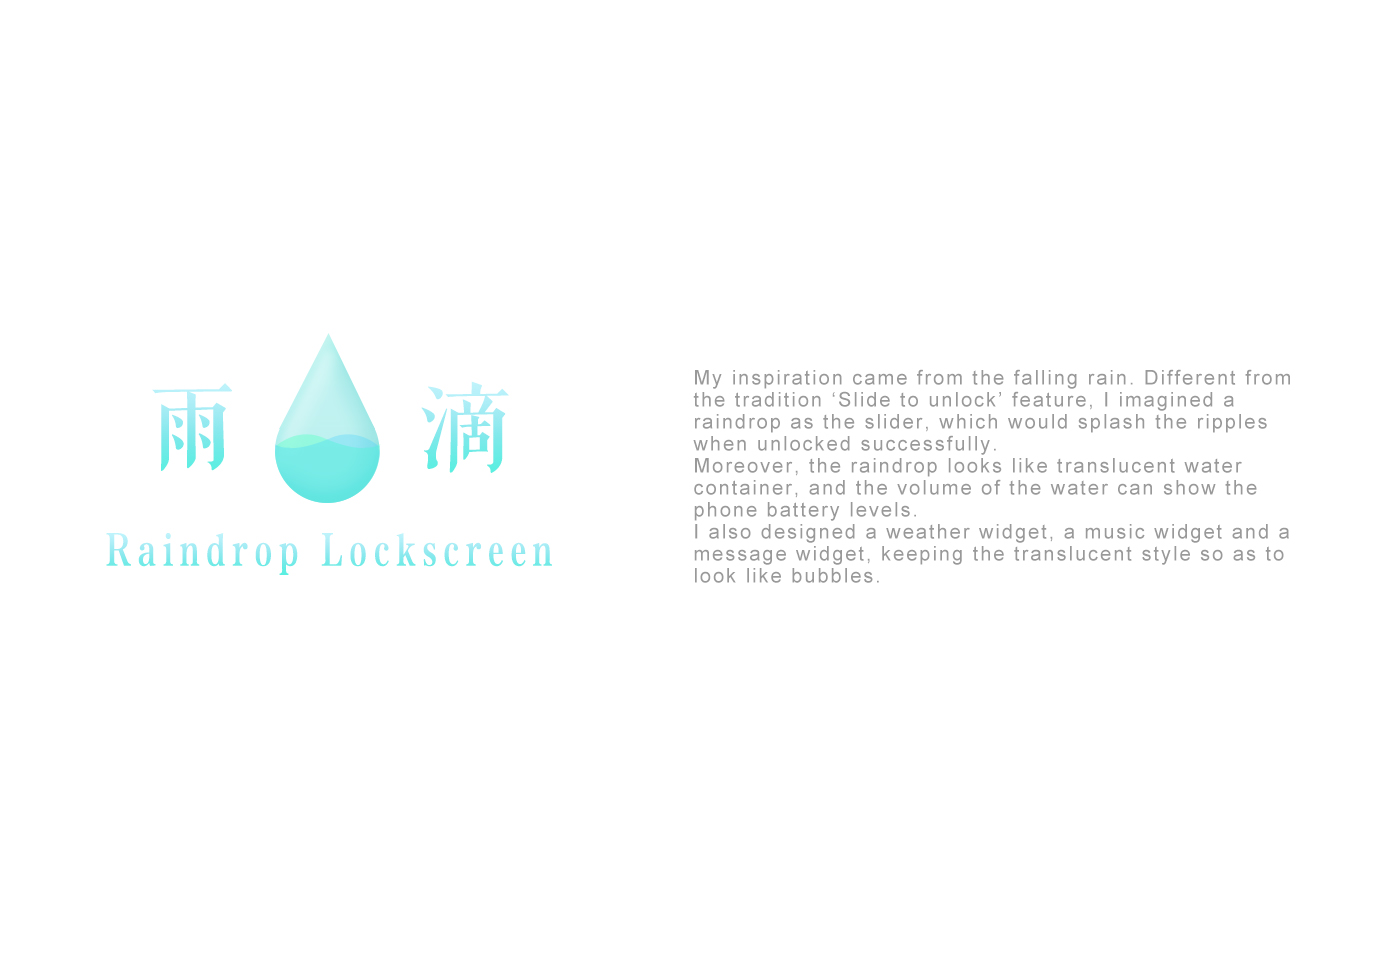 雨 滴
Raindrop Lockscreen
My inspiration came from the falling rain. Different from
the tradition ‘Slide to unlock’ feature, I imagined a
raindrop as the slider, which would splash the ripples
when unlocked successfully.
Moreover, the raindrop looks like translucent water
container, and the volume of the water can show the
phone battery levels.
I also designed a weather widget, a music widget and a
message widget, keeping the translucent style so as to
look like bubbles.